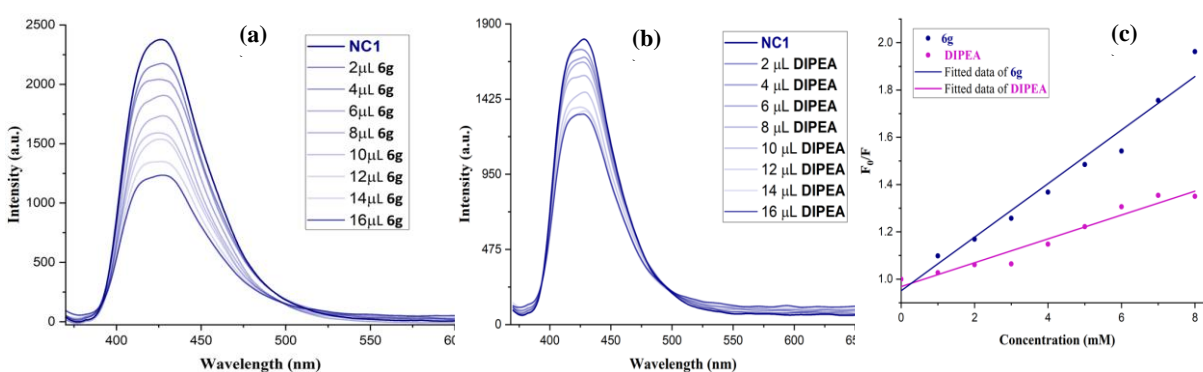 (a)
2500
2000
1500
1000
500
0
Intensity (a.u.)
400
450
500
550
60
Wavelength (nm)
NC1
2μL 6g
4μL 6g
6μL 6g
8μL 6g
10μL 6g
12μL 6g
14μL 6g
16μL 6g
(b)
1900
1425
950
475
0
Intensity (a.u.)
400
450
500
550
600
65
Wavelength (nm)
NC1
2 μL DIPEA
4 μL DIPEA
6 μL DIPEA
8 μL DIPEA
10 μL DIPEA
12 μL DIPEA
14 μL DIPEA
16 μL DIPEA
(c)
6g
DIPEA
Fitted data of 6g
Fitted data of DIPEA
2.0
1.8
1.6
1.4
1.2
1.0
F₀/F
0
2
4
6
8
Concentration (mM)